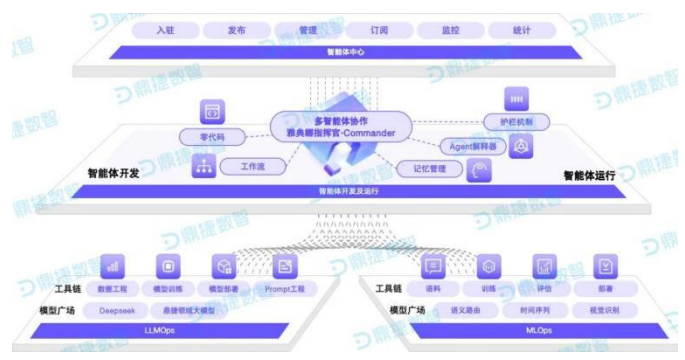 入驻 发布 管理 订阅 监控 统计
智能体中心
多智能体协作
雅典娜指挥官-Commander
护栏机制
零代码
Agent解释器
工作流
记忆管理
智能体开发
智能体运行
智能体开发及运行
工具链 数据工程 模型训练 模型部署 Prompt工程
模型广场 Deepseek 鼎捷领域大模型
LLMOps
工具链 语料 训练 评估 部署
模型广场 语义路由 时间序列 视觉识别
MLOps
鼎捷数智